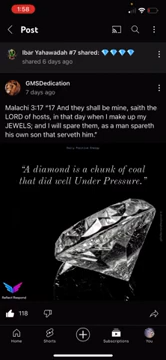 1:58
Post
Ibar Yahawadah #7 shared: 💎💎💎💎
shared 6 days ago
GMSDedication
7 days ago
Malachi 3:17 "17 And they shall be mine, saith the
LORD of hosts, in that day when I make up my
JEWELS; and I will spare them, as a man spareth
his own son that serveth him."
“A diamond is a chunk of coal
that did well Under Pressure.”
Reflect Respond
118
Home
Shorts
Subscriptions
You